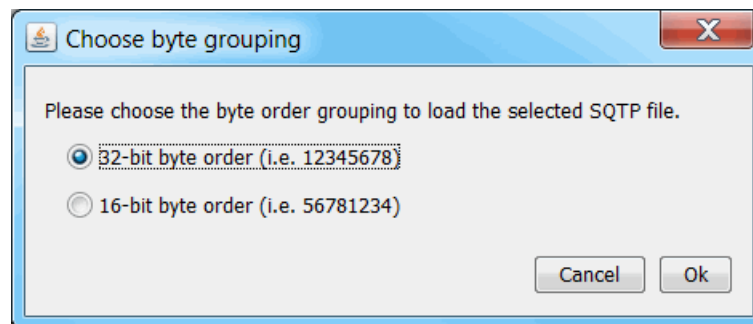 Choose byte grouping
Please choose the byte order grouping to load the selected SQTP file.
32-bit byte order (i.e. 12345678)
16-bit byte order (i.e. 56781234)
Cancel Ok